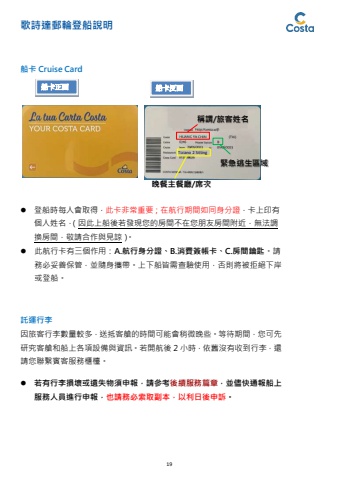 歌詩達郵輪登船說明
Costa
船卡 Cruise Card
船卡正面
船卡反面
La tua Carta Costa
YOUR COSTA CARD
Costa
稱謂/旅客姓名
緊急逃生區域
晚餐主餐廳/席次
● 登船時每人會取得，此卡非常重要；在航行期間如同身分證，卡上印有
個人姓名，( 因此上船後若發現您的房間不在您朋友房間附近，無法調
換房間，敬請合作與見諒 )。
● 此航行卡有三個作用：A.航行身分證、B.消費簽帳卡、C.房間鑰匙。請
務必妥善保管，並隨身攜帶。上下船皆需查驗使用，否則將被拒絕下岸
或登船。
託運行李
因旅客行李數量較多，送抵客艙的時間可能會稍微晚些。等待期間，您可先
研究客艙和船上各項設備與資訊。若開航後 2 小時，依舊沒有收到行李，還
請您聯繫賓客服務櫃檯。
● 若有行李損壞或遺失物須申報，請參考後續服務篇章，並儘快通報船上
服務人員進行申報，也請務必索取副本，以利日後申訴。
19